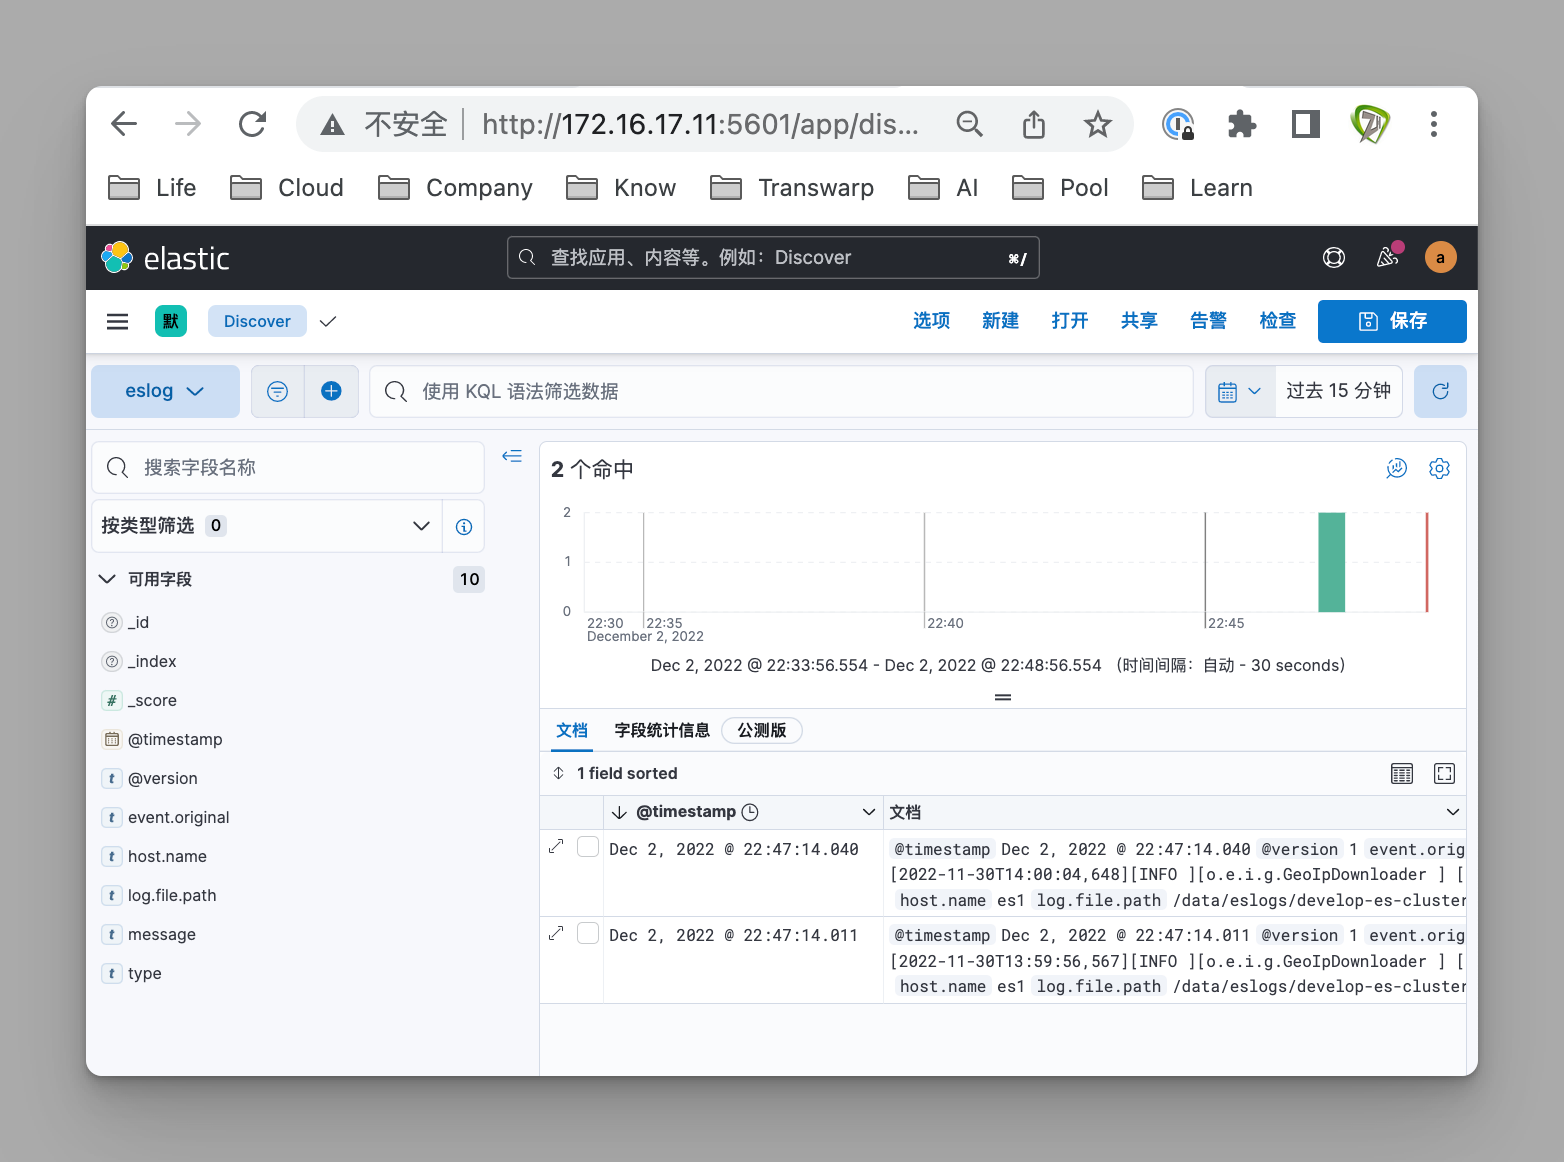 不安全 http://172.16.17.11:5601/app/dis...
Life Cloud Company Know Transwarp AI Pool Learn
elastic 查找应用、内容等。例如：Discover ⌘/ a
默 Discover 选项 新建 打开 共享 告警 检查 保存
eslog 使用 KQL 语法筛选数据 过去 15 分钟
搜索字段名称
按类型筛选 0
可用字段 10
_id
_index
_score
@timestamp
@version
event.original
host.name
log.file.path
message
type
2 个命中
2
1
0
22:30 22:35 22:40 22:45
December 2, 2022
Dec 2, 2022 @ 22:33:56.554 - Dec 2, 2022 @ 22:48:56.554 （时间间隔：自动 - 30 seconds）
文档 字段统计信息 公测版
1 field sorted
@timestamp 文档
Dec 2, 2022 @ 22:47:14.040 @timestamp Dec 2, 2022 @ 22:47:14.040 @version 1 event.orig
[2022-11-30T14:00:04,648][INFO ][o.e.i.g.GeoIpDownloader ] [
host.name es1 log.file.path /data/eslogs/develop-es-cluster
Dec 2, 2022 @ 22:47:14.011 @timestamp Dec 2, 2022 @ 22:47:14.011 @version 1 event.orig
[2022-11-30T13:59:56,567][INFO ][o.e.i.g.GeoIpDownloader ] [
host.name es1 log.file.path /data/eslogs/develop-es-cluster